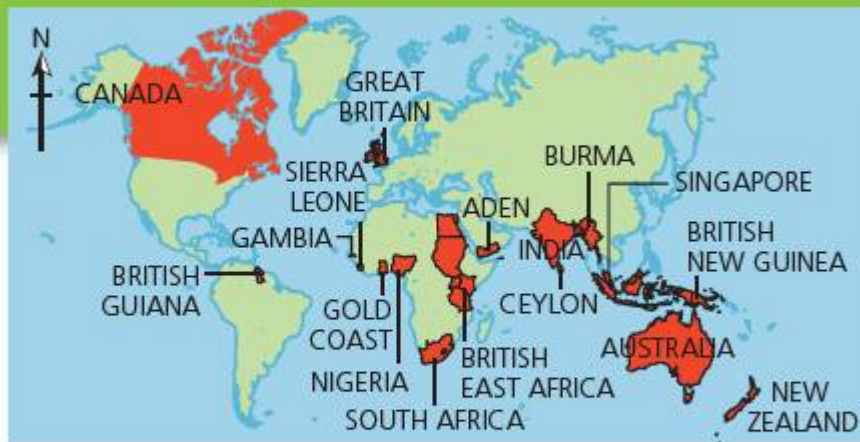 N
CANADA
GREAT
BRITAIN
SIERRA
LEONE
GAMBIA
BRITISH
GUIANA
GOLD
COAST
NIGERIA
SOUTH AFRICA
BRITISH
EAST AFRICA
ADEN
BURMA
INDIA
CEYLON
SINGAPORE
BRITISH
NEW GUINEA
AUSTRALIA
NEW
ZEALAND